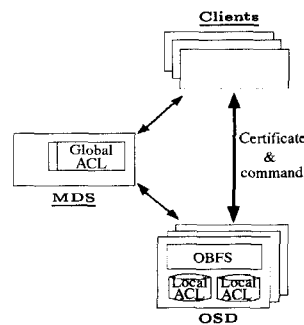 Clients
Global
ACL
MDS
Certificate
&
command
OBFS
Local
ACL
Local
ACL
OSD